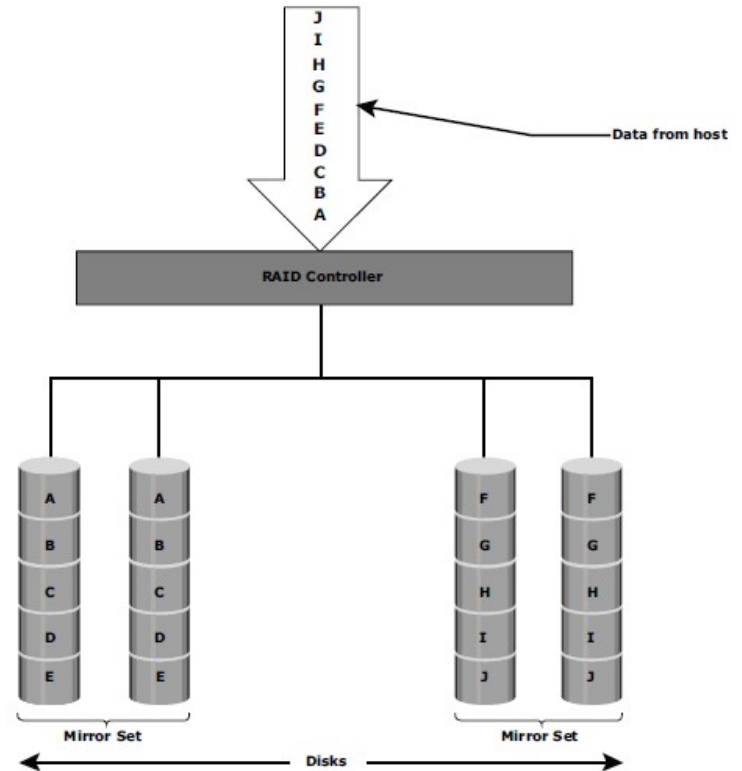 J
I
H
G
F
E
D
C
B
A
Data from host
RAID Controller
A A F F
B B G G
C C H H
D D I I
E E J J
Mirror Set Mirror Set
Disks